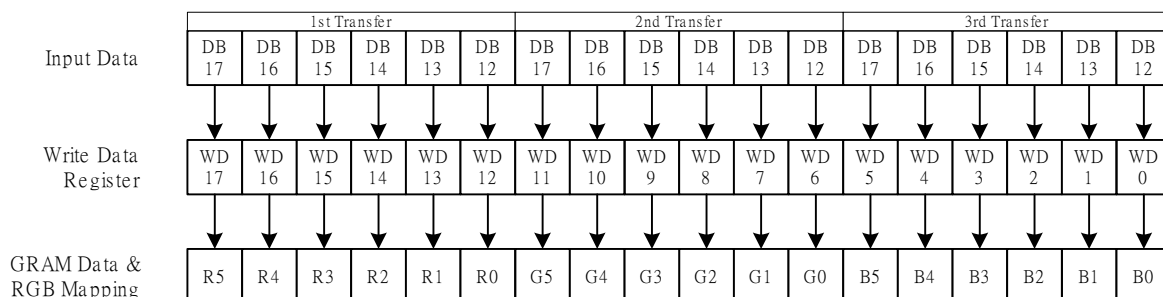 1st Transfer 2nd Transfer 3rd Transfer
Input Data DB 17 DB 16 DB 15 DB 14 DB 13 DB 12 DB 17 DB 16 DB 15 DB 14 DB 13 DB 12 DB 17 DB 16 DB 15 DB 14 DB 13 DB 12
Write Data Register WD 17 WD 16 WD 15 WD 14 WD 13 WD 12 WD 11 WD 10 WD 9 WD 8 WD 7 WD 6 WD 5 WD 4 WD 3 WD 2 WD 1 WD 0
GRAM Data & RGB Mapping R5 R4 R3 R2 R1 R0 G5 G4 G3 G2 G1 G0 B5 B4 B3 B2 B1 B0